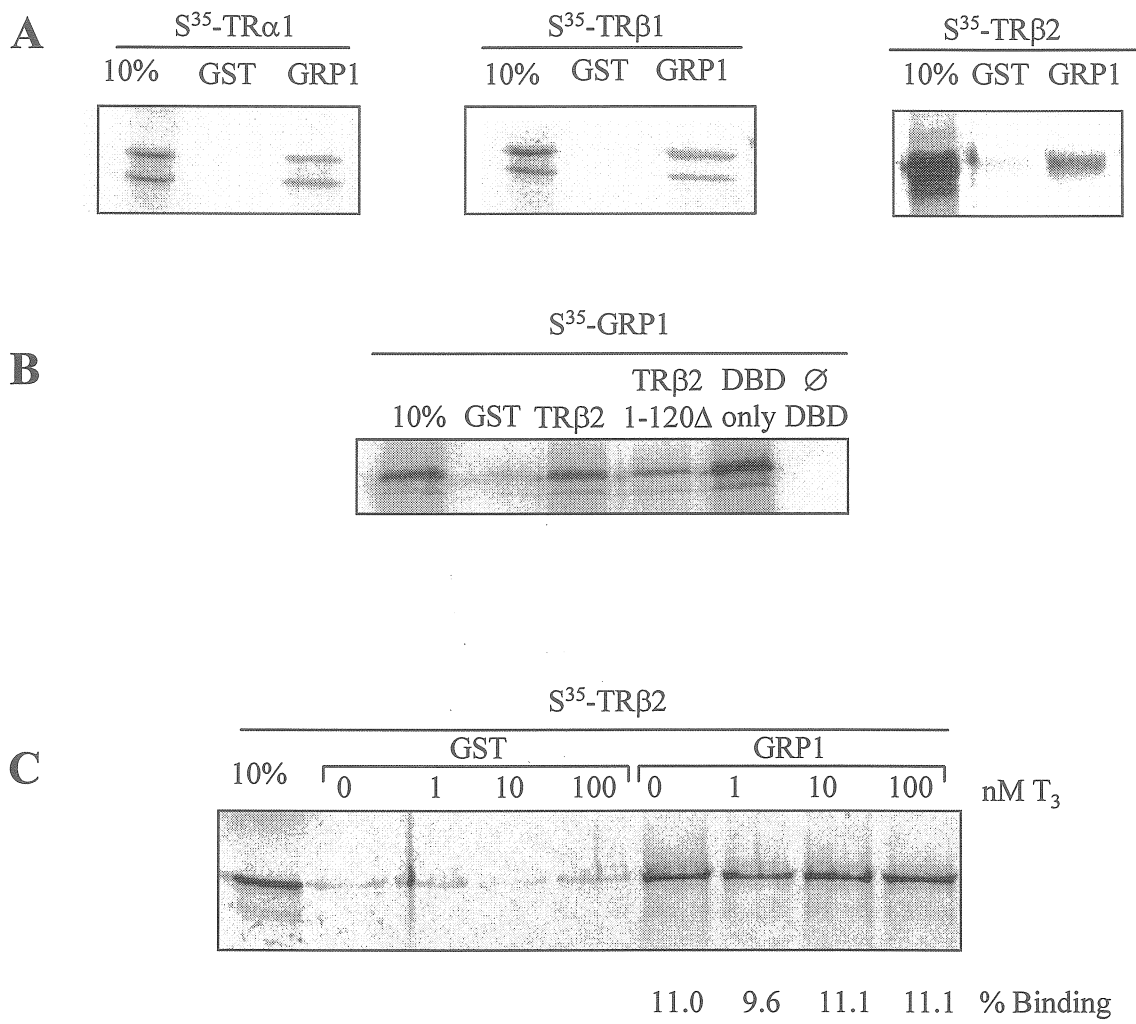 A
S³⁵-TRα1
10% GST GRP1
S³⁵-TRβ1
10% GST GRP1
S³⁵-TRβ2
10% GST GRP1
B
S³⁵-GRP1
TRβ2 DBD ∅
10% GST TRβ2 1-120Δ only DBD
C
S³⁵-TRβ2
GST GRP1
10% 0 1 10 100 0 1 10 100 nM T₃
11.0 9.6 11.1 11.1 % Binding